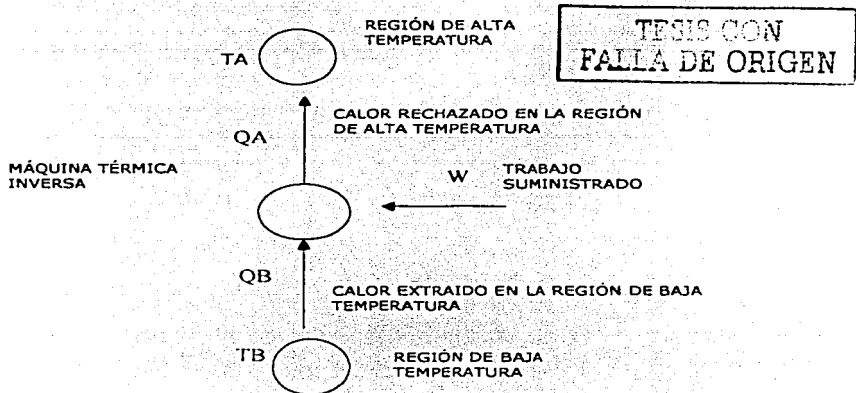 REGIÓN DE ALTA
TEMPERATURA
TESIS CON
FALLA DE ORIGEN
TA
CALOR RECHAZADO EN LA REGIÓN
DE ALTA TEMPERATURA
QA
MÁQUINA TÉRMICA
INVERSA
W
TRABAJO
SUMINISTRADO
QB
CALOR EXTRAIDO EN LA REGIÓN DE BAJA
TEMPERATURA
TB
REGIÓN DE BAJA
TEMPERATURA